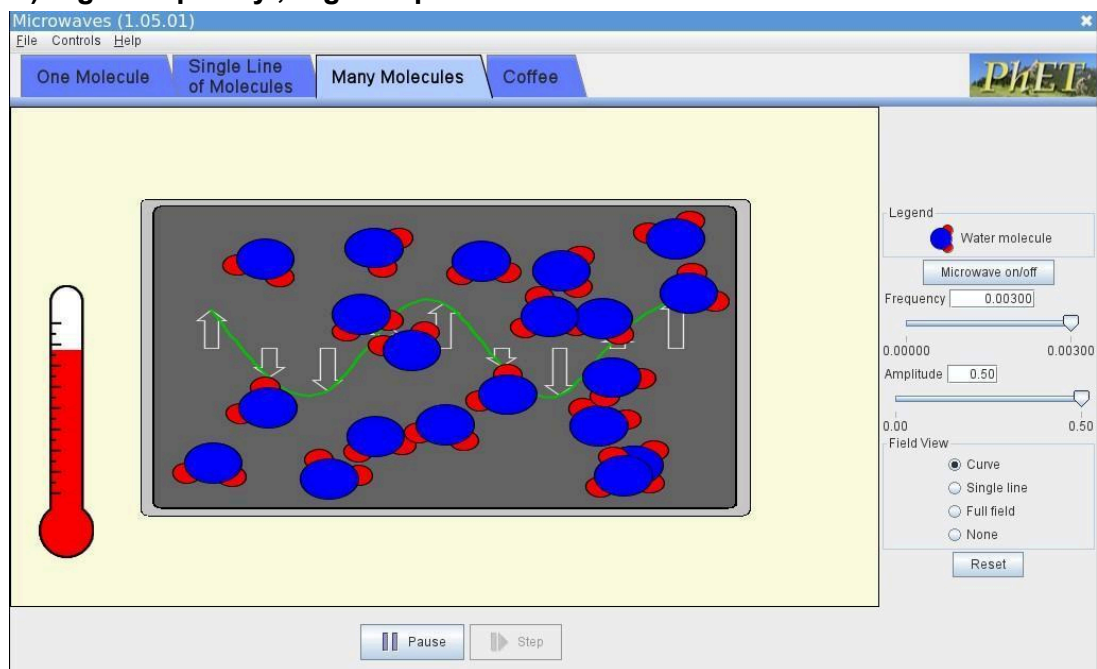 Microwaves (1.05.01)
File Controls Help
One Molecule
Single Line
of Molecules
Many Molecules
Coffee
PhET
Legend
Water molecule
Microwave on/off
Frequency 0.00300
0.00000 0.00300
Amplitude 0.50
0.00 0.50
Field View
Curve
Single line
Full field
None
Reset
Pause
Step